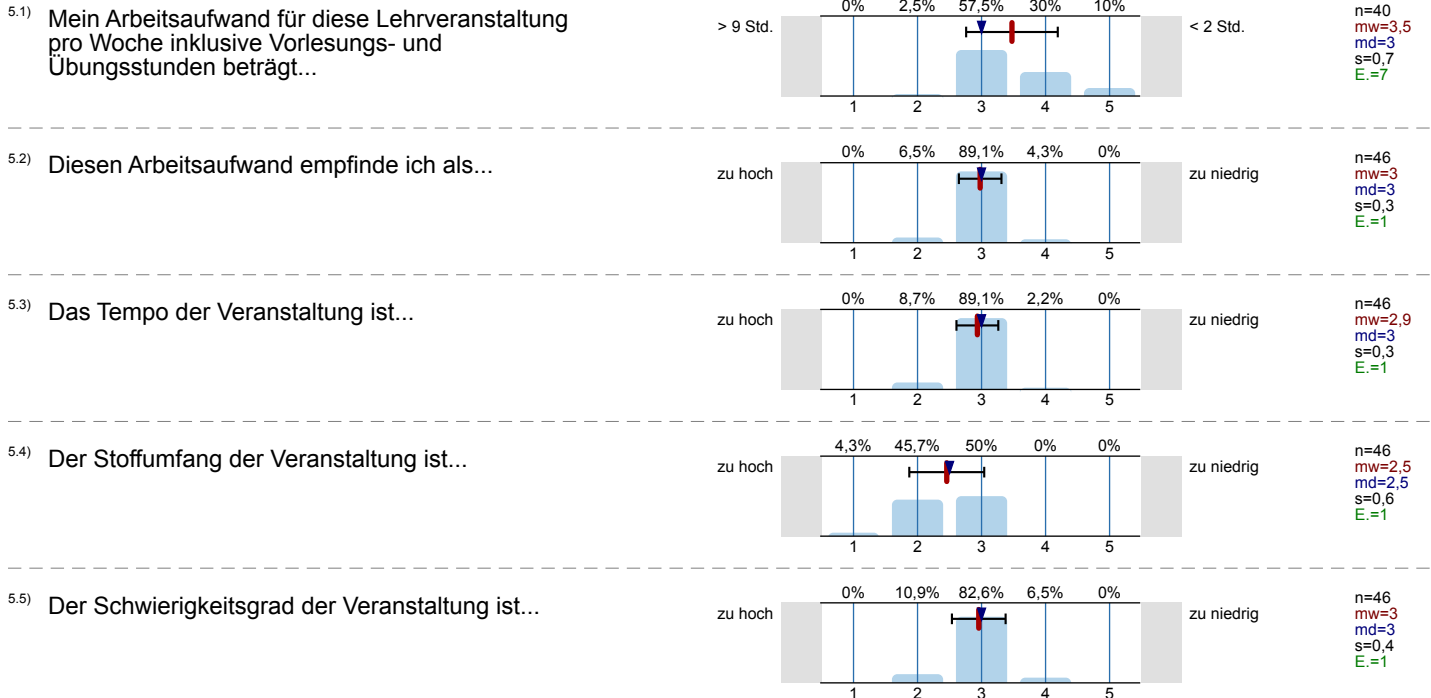 5.1) Mein Arbeitsaufwand für diese Lehrveranstaltung
pro Woche inklusive Vorlesungs- und
Übungsstunden beträgt...
> 9 Std.
0% 2,5% 57,5% 30% 10%
1 2 3 4 5
< 2 Std.
n=40
mw=3,5
md=3
s=0,7
E.=7
5.2) Diesen Arbeitsaufwand empfinde ich als...
zu hoch
0% 6,5% 89,1% 4,3% 0%
1 2 3 4 5
zu niedrig
n=46
mw=3
md=3
s=0,3
E.=1
5.3) Das Tempo der Veranstaltung ist...
zu hoch
0% 8,7% 89,1% 2,2% 0%
1 2 3 4 5
zu niedrig
n=46
mw=2,9
md=3
s=0,3
E.=1
5.4) Der Stoffumfang der Veranstaltung ist...
zu hoch
4,3% 45,7% 50% 0% 0%
1 2 3 4 5
zu niedrig
n=46
mw=2,5
md=2,5
s=0,6
E.=1
5.5) Der Schwierigkeitsgrad der Veranstaltung ist...
zu hoch
0% 10,9% 82,6% 6,5% 0%
1 2 3 4 5
zu niedrig
n=46
mw=3
md=3
s=0,4
E.=1